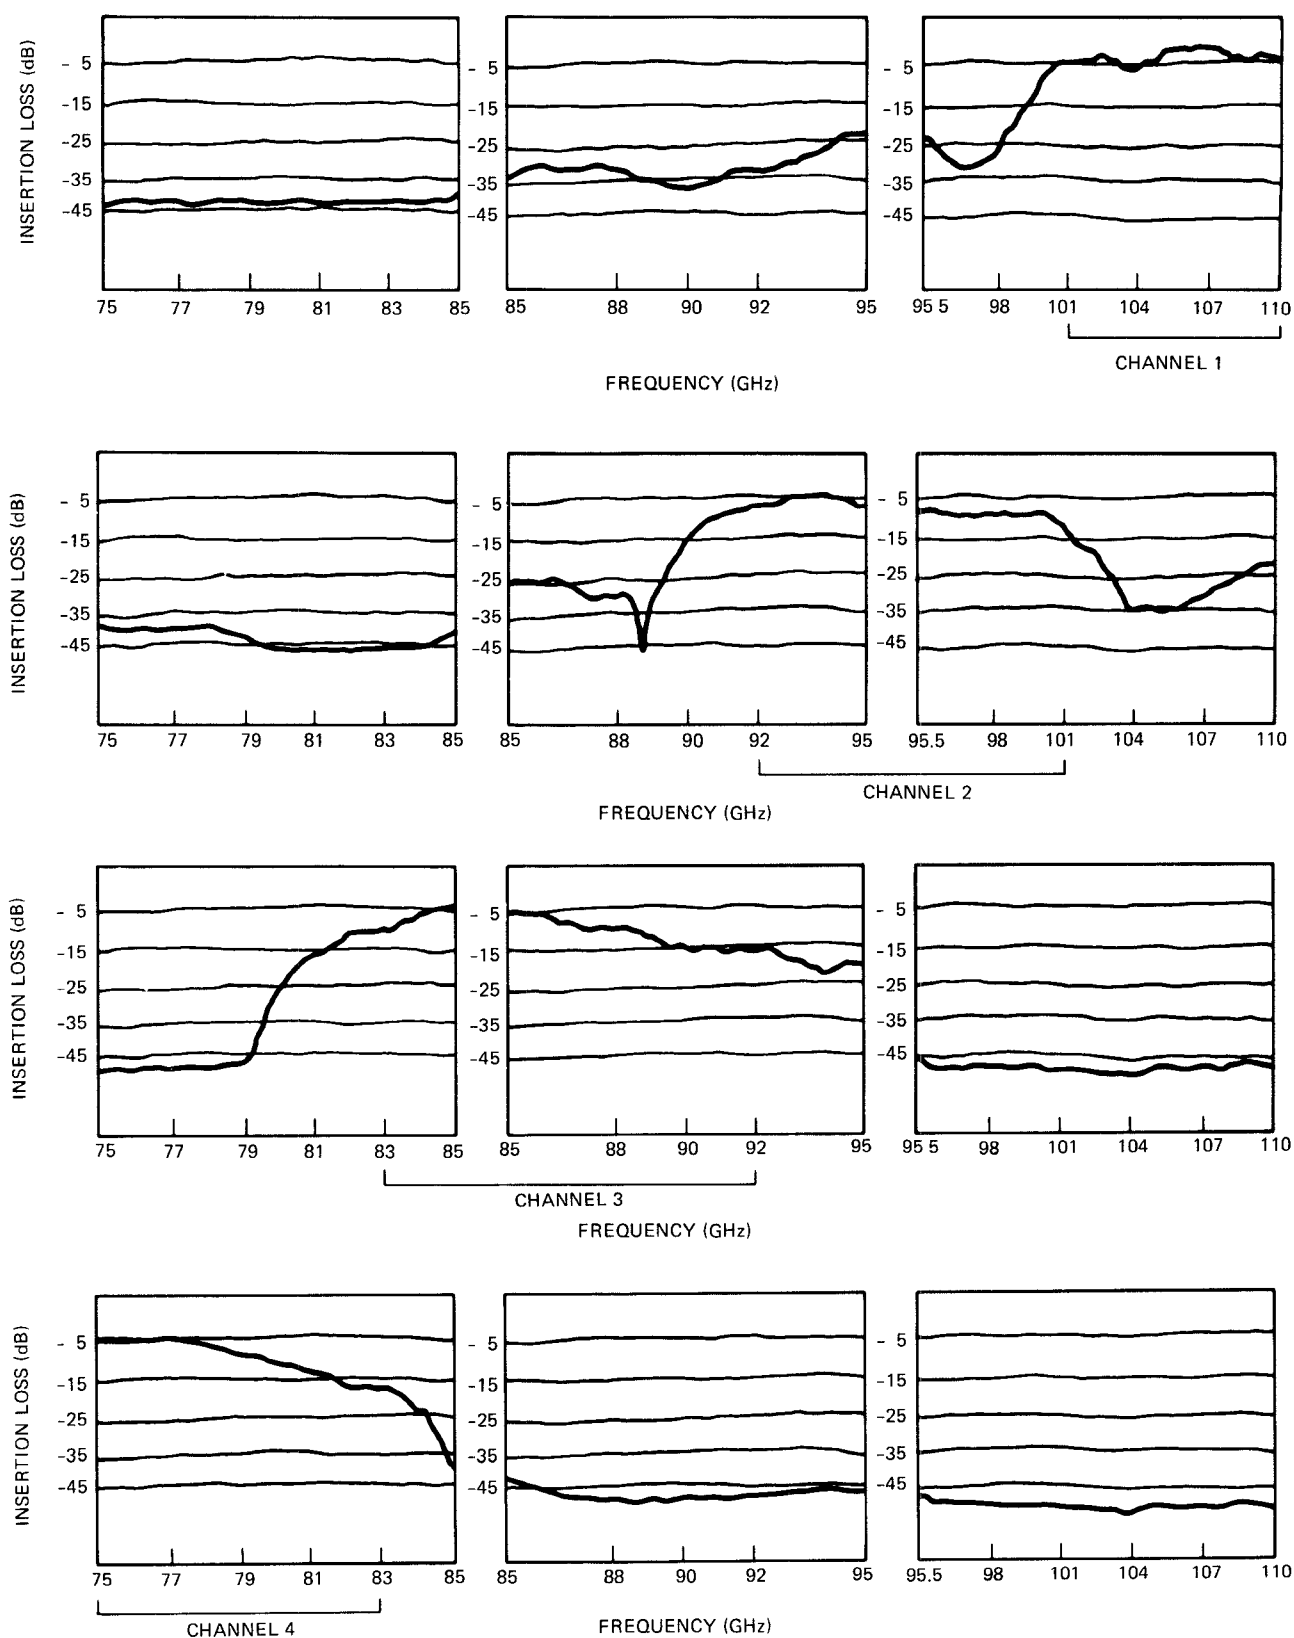 INSERTION LOSS (dB)
- 5 - 5 - 5
-15 -15 -15
-25 -25 -25
-35 -35 -35
-45 -45 -45
75 77 79 81 83 85 85 88 90 92 95 95 5 98 101 104 107 110
CHANNEL 1
FREQUENCY (GHz)
INSERTION LOSS (dB)
- 5 - 5 - 5
-15 -15 -15
-25 -25 -25
-35 -35 -35
-45 -45 -45
75 77 79 81 83 85 85 88 90 92 95 95.5 98 101 104 107 110
CHANNEL 2
FREQUENCY (GHz)
INSERTION LOSS (dB)
- 5 - 5 - 5
-15 -15 -15
-25 -25 -25
-35 -35 -35
-45 -45 -45
75 77 79 81 83 85 85 88 90 92 95 95 5 98 101 104 107 110
CHANNEL 3
FREQUENCY (GHz)
INSERTION LOSS (dB)
- 5 - 5 - 5
-15 -15 -15
-25 -25 -25
-35 -35 -35
-45 -45 -45
75 77 79 81 83 85 85 88 90 92 95 95.5 98 101 104 107 110
CHANNEL 4
FREQUENCY (GHz)